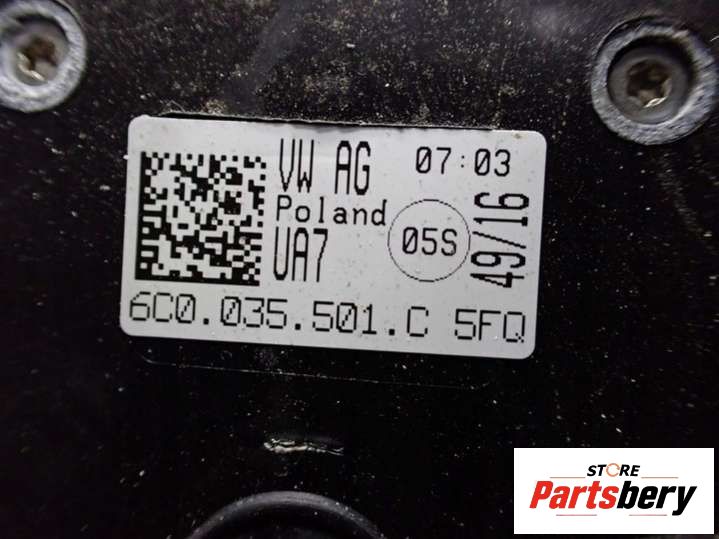 VW AG 07:03
Poland
UA7 05S 49/16
6C0.035.501.C 5FQ
STORE
Partsbery